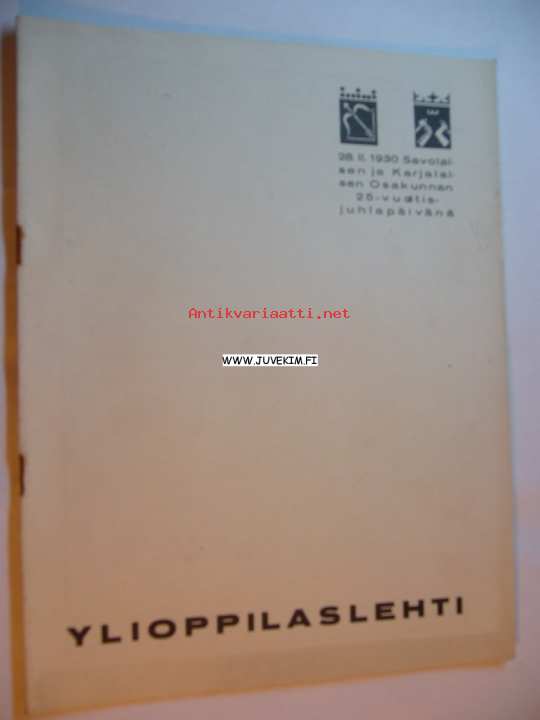 28. II. 1930 Savolai-
sen ja Karjalai-
sen Osakunnan
25-vuotis-
juhlapäivänä
Antikvariaatti.net
WWW.JUVEKIM.FI
YLIOPPILASLEHTI